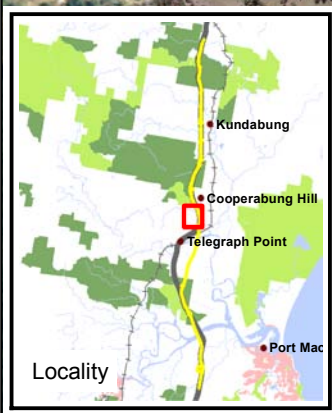 Kundabung
Cooperabung Hill
Telegraph Point
Port Mac
Locality